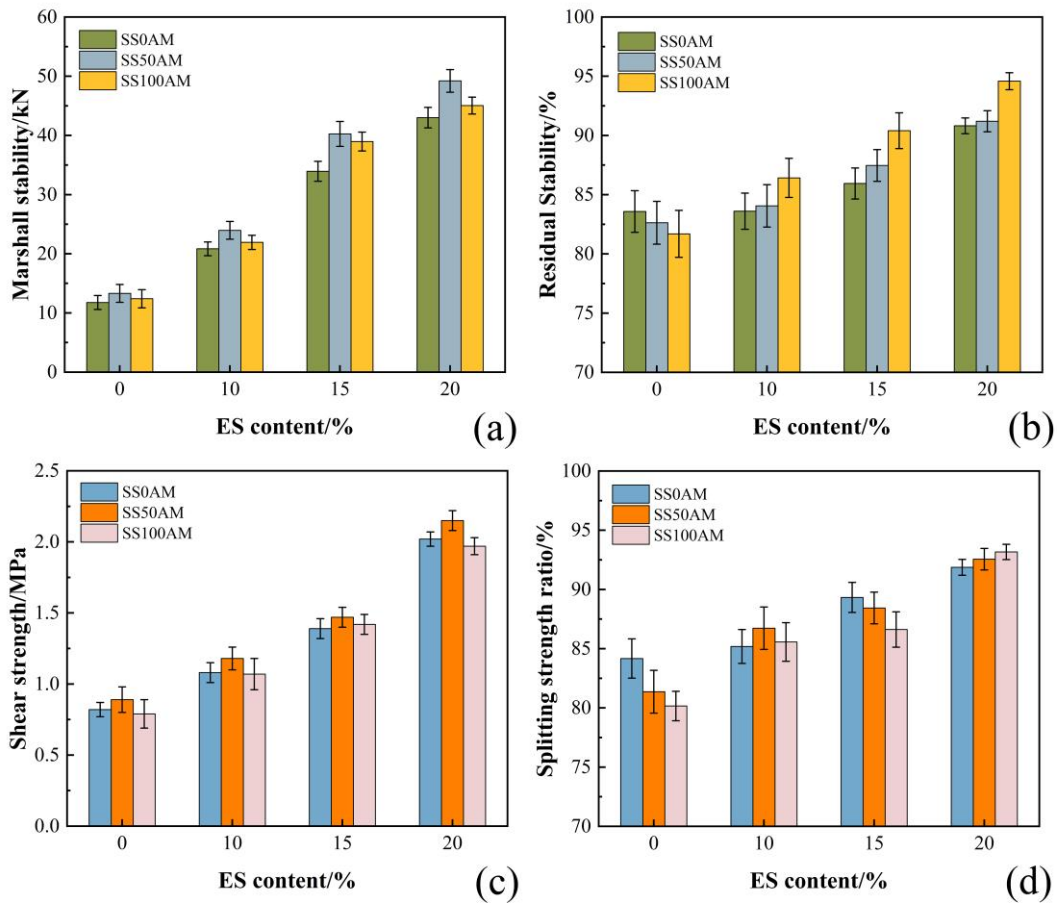 60
50
40
30
20
10
0
Marshall stability/kN
SS0AM
SS50AM
SS100AM
0 10 15 20
ES content/%
(a)
100
95
90
85
80
75
70
Residual Stability/%
SS0AM
SS50AM
SS100AM
0 10 15 20
ES content/%
(b)
2.5
2.0
1.5
1.0
0.5
0.0
Shear strength/MPa
SS0AM
SS50AM
SS100AM
0 10 15 20
ES content/%
(c)
100
95
90
85
80
75
70
Splitting strength ratio/%
SS0AM
SS50AM
SS100AM
0 10 15 20
ES content/%
(d)